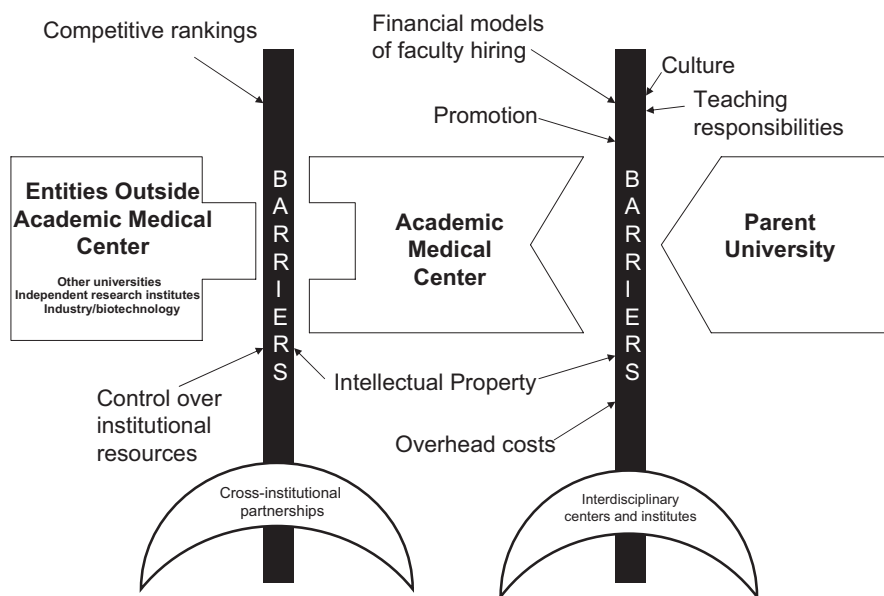 Competitive rankings
Financial models
of faculty hiring
Culture
Teaching
responsibilities
Promotion
Entities Outside
Academic Medical
Center
Other universities
Independent research institutes
Industry/biotechnology
BARRIERS
Academic
Medical
Center
BARRIERS
Parent
University
Control over
institutional
resources
Intellectual Property
Overhead costs
Cross-institutional
partnerships
Interdisciplinary
centers and institutes